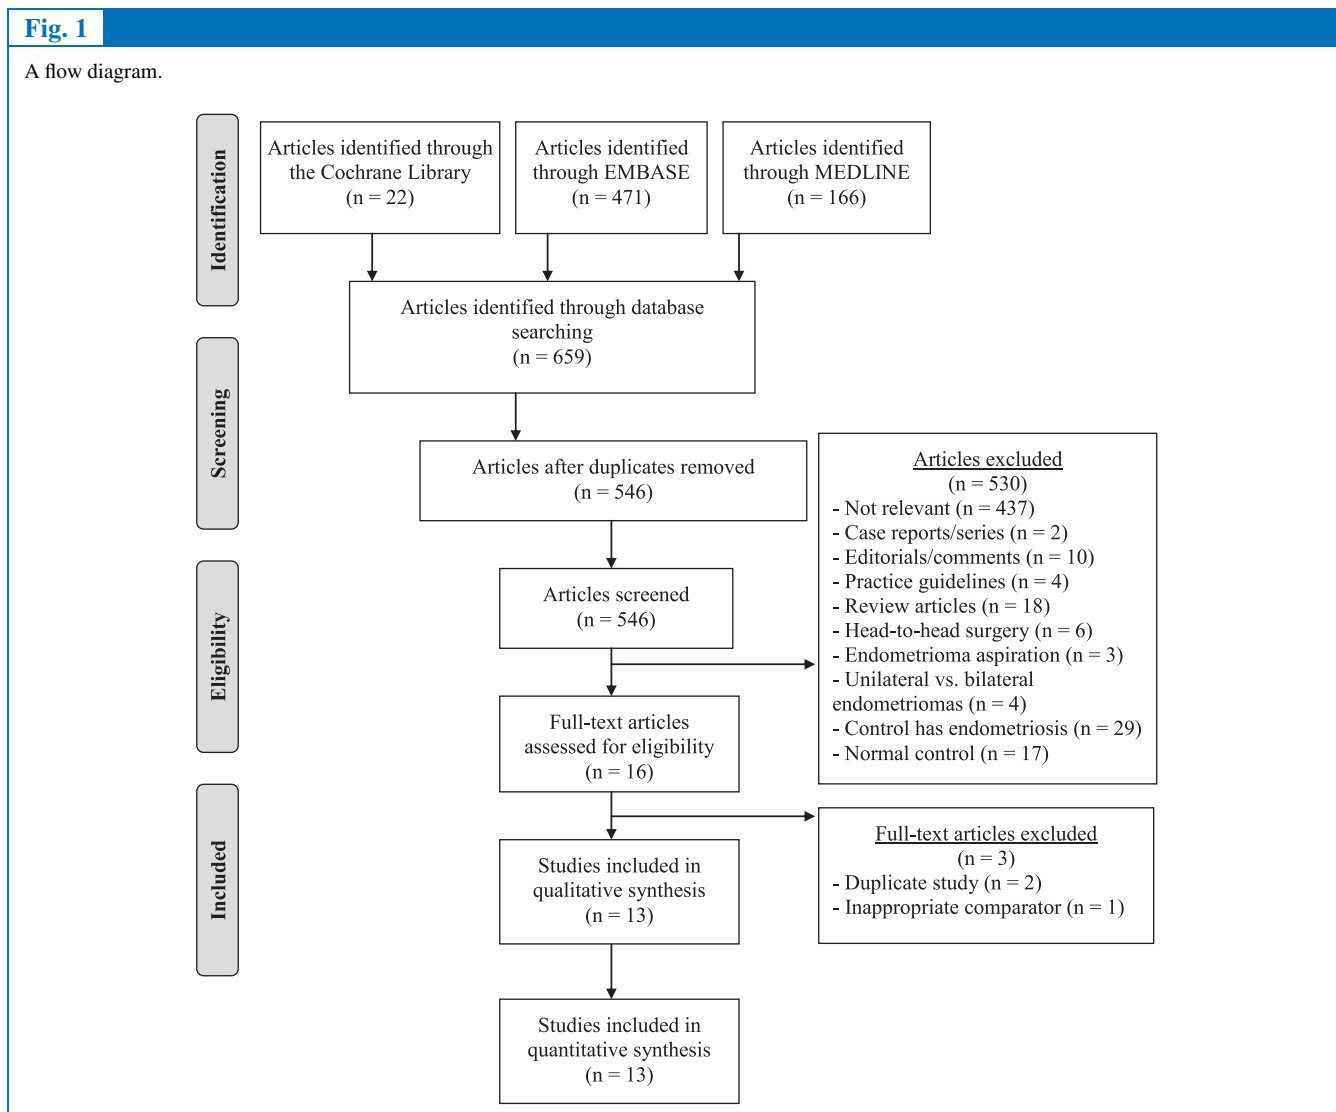 Fig. 1
A flow diagram.
Identification
Articles identified through
the Cochrane Library
(n = 22)
Articles identified
through EMBASE
(n = 471)
Articles identified
through MEDLINE
(n = 166)
Articles identified through database
searching
(n = 659)
Screening
Articles after duplicates removed
(n = 546)
Articles screened
(n = 546)
Articles excluded
(n = 530)
- Not relevant (n = 437)
- Case reports/series (n = 2)
- Editorials/comments (n = 10)
- Practice guidelines (n = 4)
- Review articles (n = 18)
- Head-to-head surgery (n = 6)
- Endometrioma aspiration (n = 3)
- Unilateral vs. bilateral
endometriomas (n = 4)
- Control has endometriosis (n = 29)
- Normal control (n = 17)
Eligibility
Full-text articles
assessed for eligibility
(n = 16)
Full-text articles excluded
(n = 3)
- Duplicate study (n = 2)
- Inappropriate comparator (n = 1)
Included
Studies included in
qualitative synthesis
(n = 13)
Studies included in
quantitative synthesis
(n = 13)